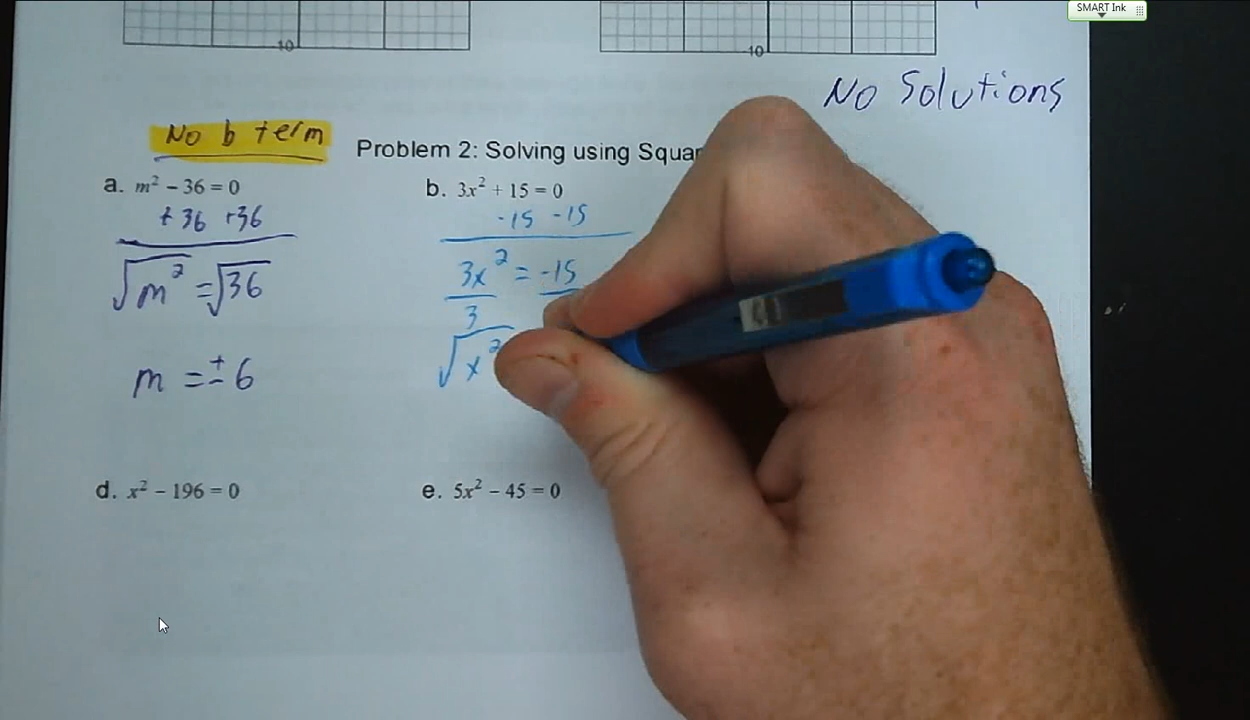 SMART Ink
10
10
No Solutions
No b term
Problem 2: Solving using
a. m² − 36 = 0
+36 +36
√m² = √36
m = ± 6
b. 3x² + 15 = 0
-15 -15
3x² = -15
3
√x²
d. x² − 196 = 0
e. 5x² − 45 = 0